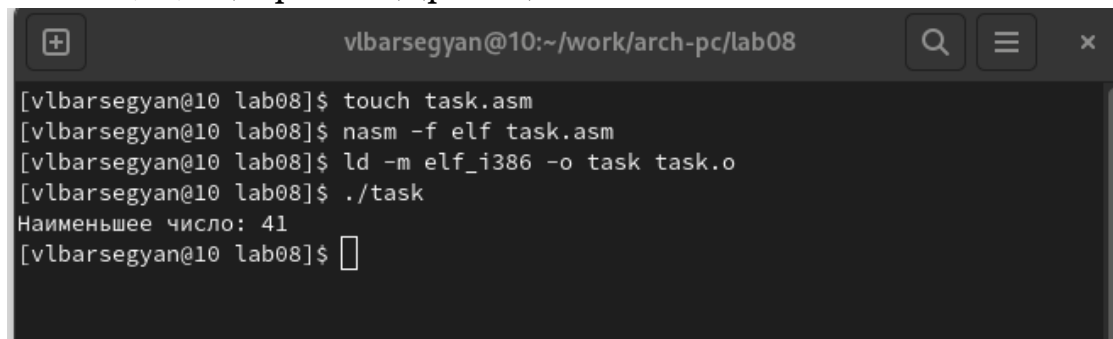 vlbarsegyan@10:~/work/arch-pc/lab08
[vlbarsegyan@10 lab08]$ touch task.asm
[vlbarsegyan@10 lab08]$ nasm -f elf task.asm
[vlbarsegyan@10 lab08]$ ld -m elf_i386 -o task task.o
[vlbarsegyan@10 lab08]$ ./task
Наименьшее число: 41
[vlbarsegyan@10 lab08]$